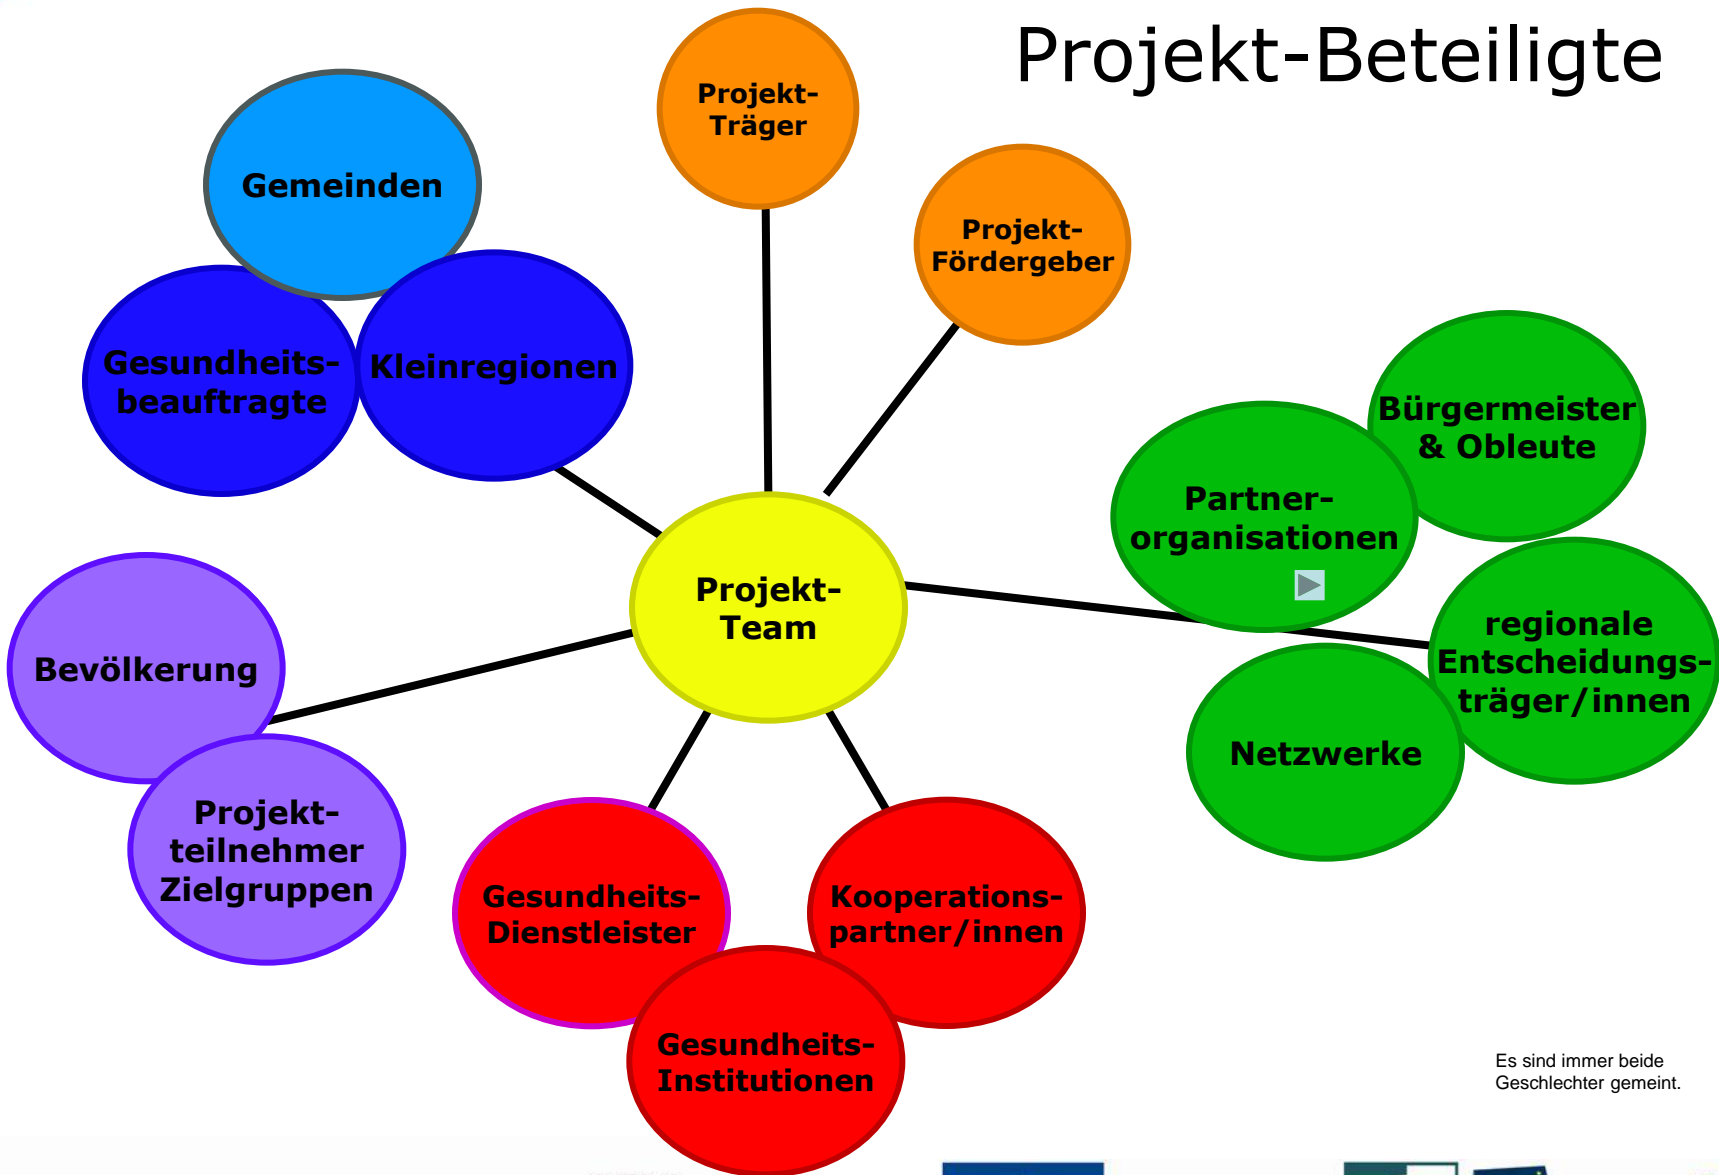 Projekt-Beteiligte
Projekt-
Träger
Gemeinden
Projekt-
Fördergeber
Gesundheits-
beauftragte
Kleinregionen
Bürgermeister
& Obleute
Partner-
organisationen
Projekt-
Team
regionale
Entscheidungs-
träger/innen
Bevölkerung
Netzwerke
Projekt-
teilnehmer
Zielgruppen
Gesundheits-
Dienstleister
Kooperations-
partner/innen
Gesundheits-
Institutionen
Es sind immer beide
Geschlechter gemeint.